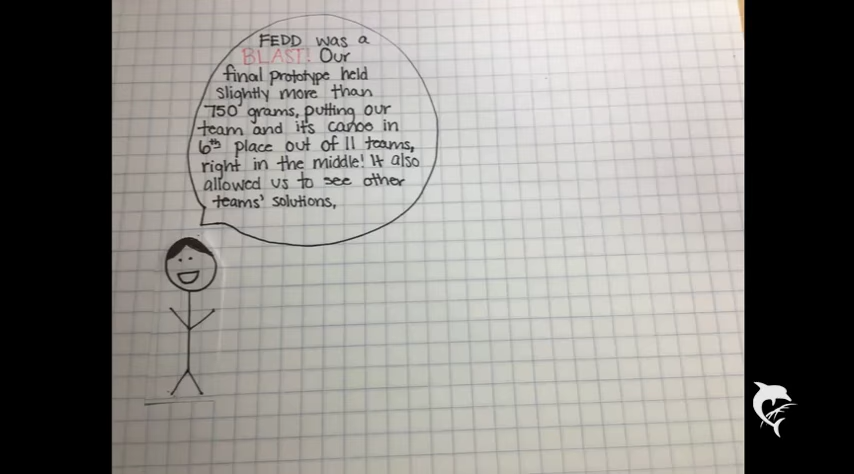 FEDD was a
BLAST! Our
final prototype held
slightly more than
750 grams, putting our
team and its canoe in
6th place out of 11 teams,
right in the middle! It also
allowed us to see other
teams' solutions,